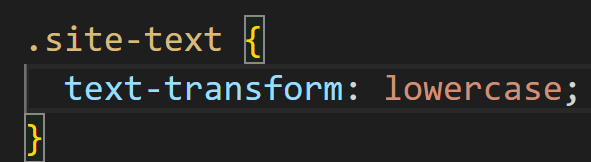 .site-text {
  text-transform: lowercase;
}